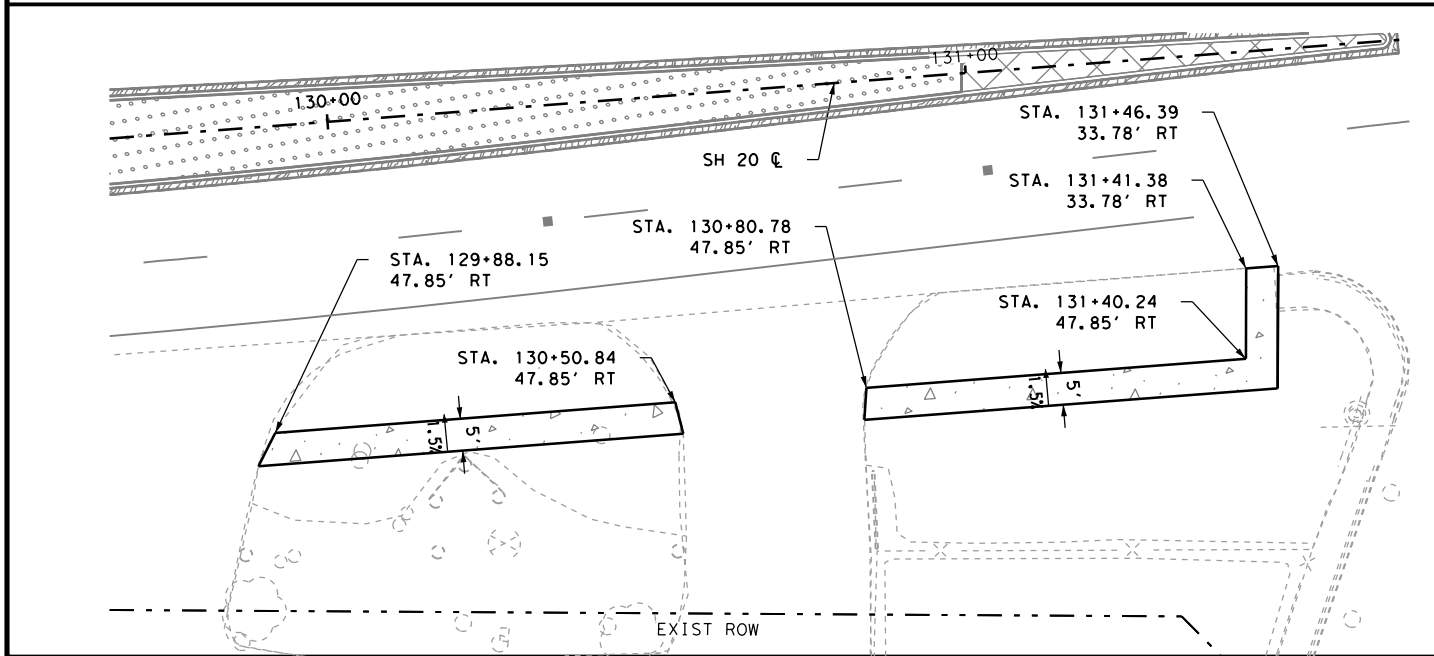 130+00
131+00
SH 20 ℄
STA. 131+46.39
33.78' RT
STA. 131+41.38
33.78' RT
STA. 130+80.78
47.85' RT
STA. 129+88.15
47.85' RT
STA. 131+40.24
47.85' RT
STA. 130+50.84
47.85' RT
1.5%
5'
1.5%
5'
EXIST ROW